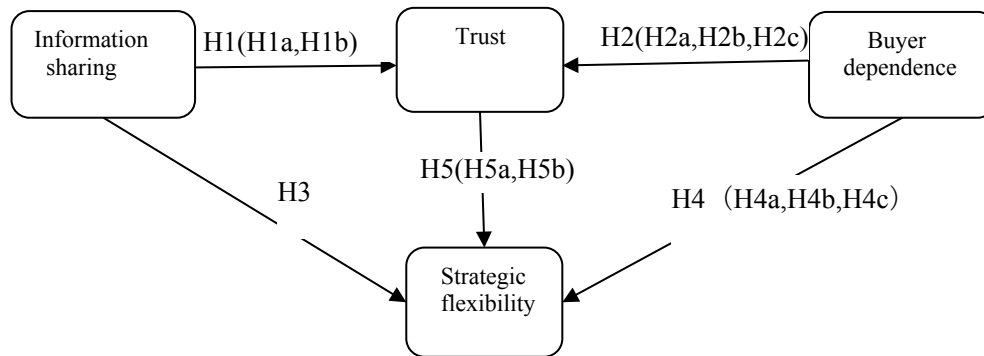 Information
sharing
H1(H1a,H1b)
Trust
H2(H2a,H2b,H2c)
Buyer
dependence
H3
H5(H5a,H5b)
H4（H4a,H4b,H4c）
Strategic
flexibility